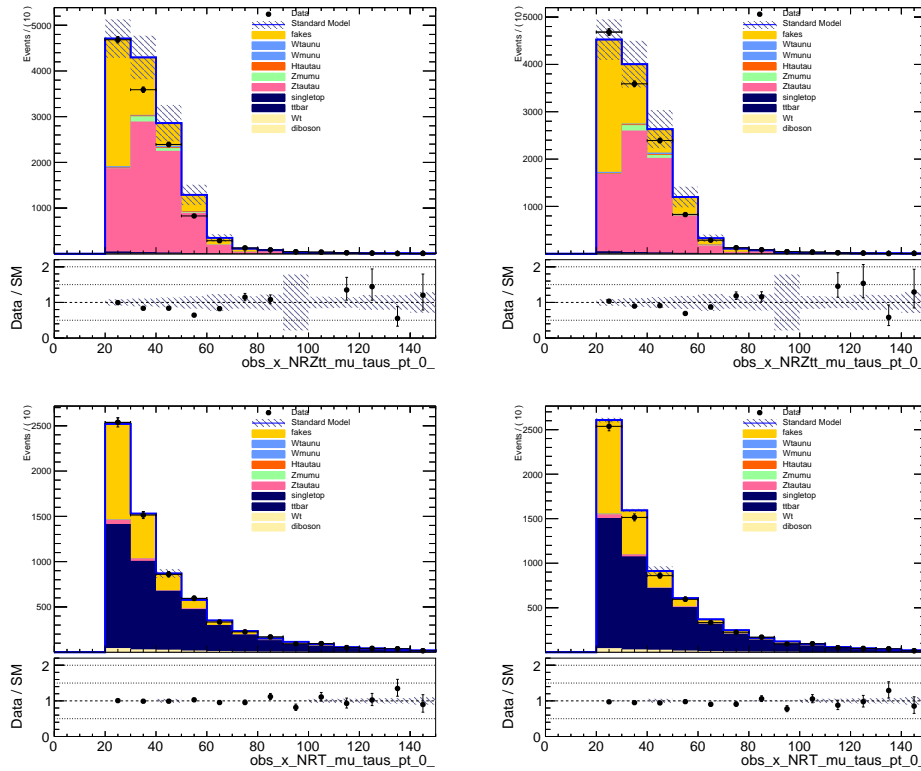 Events / ( 10 )
5000
4000
3000
2000
1000
Data
Standard Model
fakes
Wtaunu
Wmunu
Htautau
Zmumu
Ztautau
singletop
ttbar
Wt
diboson
Data / SM
2
1
0
0 20 40 60 80 100 120 140
obs_x_NRZtt_mu_taus_pt_0_
Events / ( 10 )
5000
4000
3000
2000
1000
Data
Standard Model
fakes
Wtaunu
Wmunu
Htautau
Zmumu
Ztautau
singletop
ttbar
Wt
diboson
Data / SM
2
1
0
0 20 40 60 80 100 120 140
obs_x_NRZtt_mu_taus_pt_0_
Events / ( 10 )
2500
2000
1500
1000
500
Data
Standard Model
fakes
Wtaunu
Wmunu
Htautau
Zmumu
Ztautau
singletop
ttbar
Wt
diboson
Data / SM
2
1
0
0 20 40 60 80 100 120 140
obs_x_NRT_mu_taus_pt_0_
Events / ( 10 )
2500
2000
1500
1000
500
Data
Standard Model
fakes
Wtaunu
Wmunu
Htautau
Zmumu
Ztautau
singletop
ttbar
Wt
diboson
Data / SM
2
1
0
0 20 40 60 80 100 120 140
obs_x_NRT_mu_taus_pt_0_